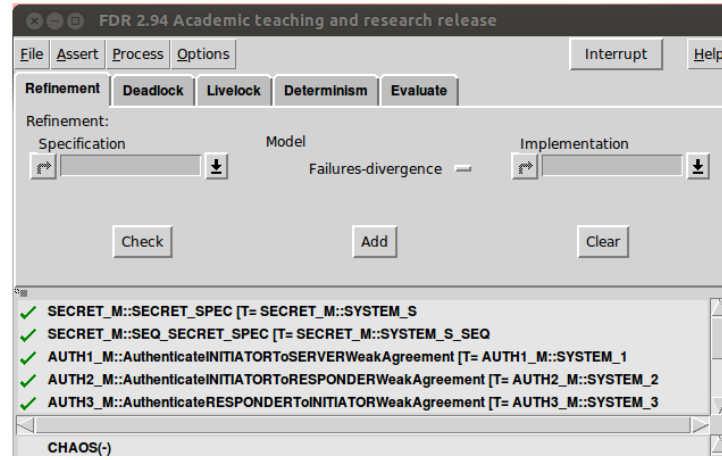 FDR 2.94 Academic teaching and research release
File Assert Process Options Interrupt Help
Refinement Deadlock Livelock Determinism Evaluate
Refinement:
Specification Model Implementation
Failures-divergence
Check Add Clear
SECRET_M::SECRET_SPEC [T= SECRET_M::SYSTEM_S
SECRET_M::SEQ_SECRET_SPEC [T= SECRET_M::SYSTEM_S_SEQ
AUTH1_M::AuthenticateINITIATORToSERVERWeakAgreement [T= AUTH1_M::SYSTEM_1
AUTH2_M::AuthenticateINITIATORToRESPONDERWeakAgreement [T= AUTH2_M::SYSTEM_2
AUTH3_M::AuthenticateRESPONDERToINITIATORWeakAgreement [T= AUTH3_M::SYSTEM_3
CHAOS(-)